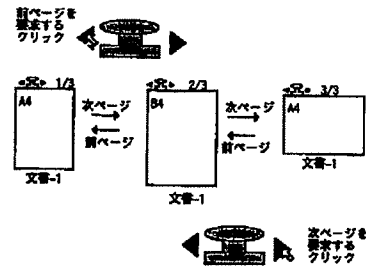 前ページを
要求する
クリック
1/3
2/3
3/3
A4
B4
A4
次ページ
前ページ
次ページ
前ページ
文書-1
文書-1
文書-1
次ページを
要求する
クリック